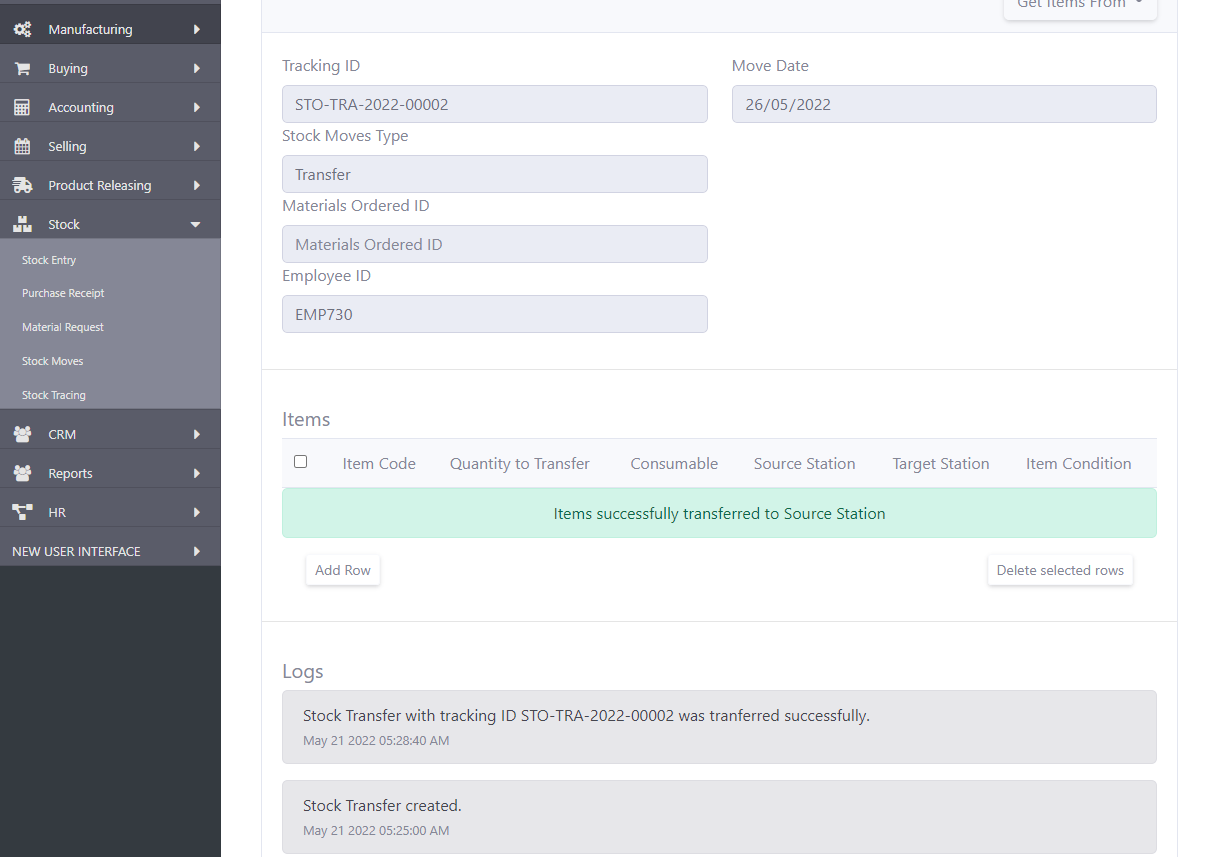 Manufacturing
Buying
Accounting
Selling
Product Releasing
Stock
Stock Entry
Purchase Receipt
Material Request
Stock Moves
Stock Tracing
CRM
Reports
HR
NEW USER INTERFACE
Get Items From
Tracking ID
Move Date
STO-TRA-2022-00002
26/05/2022
Stock Moves Type
Transfer
Materials Ordered ID
Materials Ordered ID
Employee ID
EMP730
Items
Item Code Quantity to Transfer Consumable Source Station Target Station Item Condition
Items successfully transferred to Source Station
Add Row
Delete selected rows
Logs
Stock Transfer with tracking ID STO-TRA-2022-00002 was tranferred successfully.
May 21 2022 05:28:40 AM
Stock Transfer created.
May 21 2022 05:25:00 AM